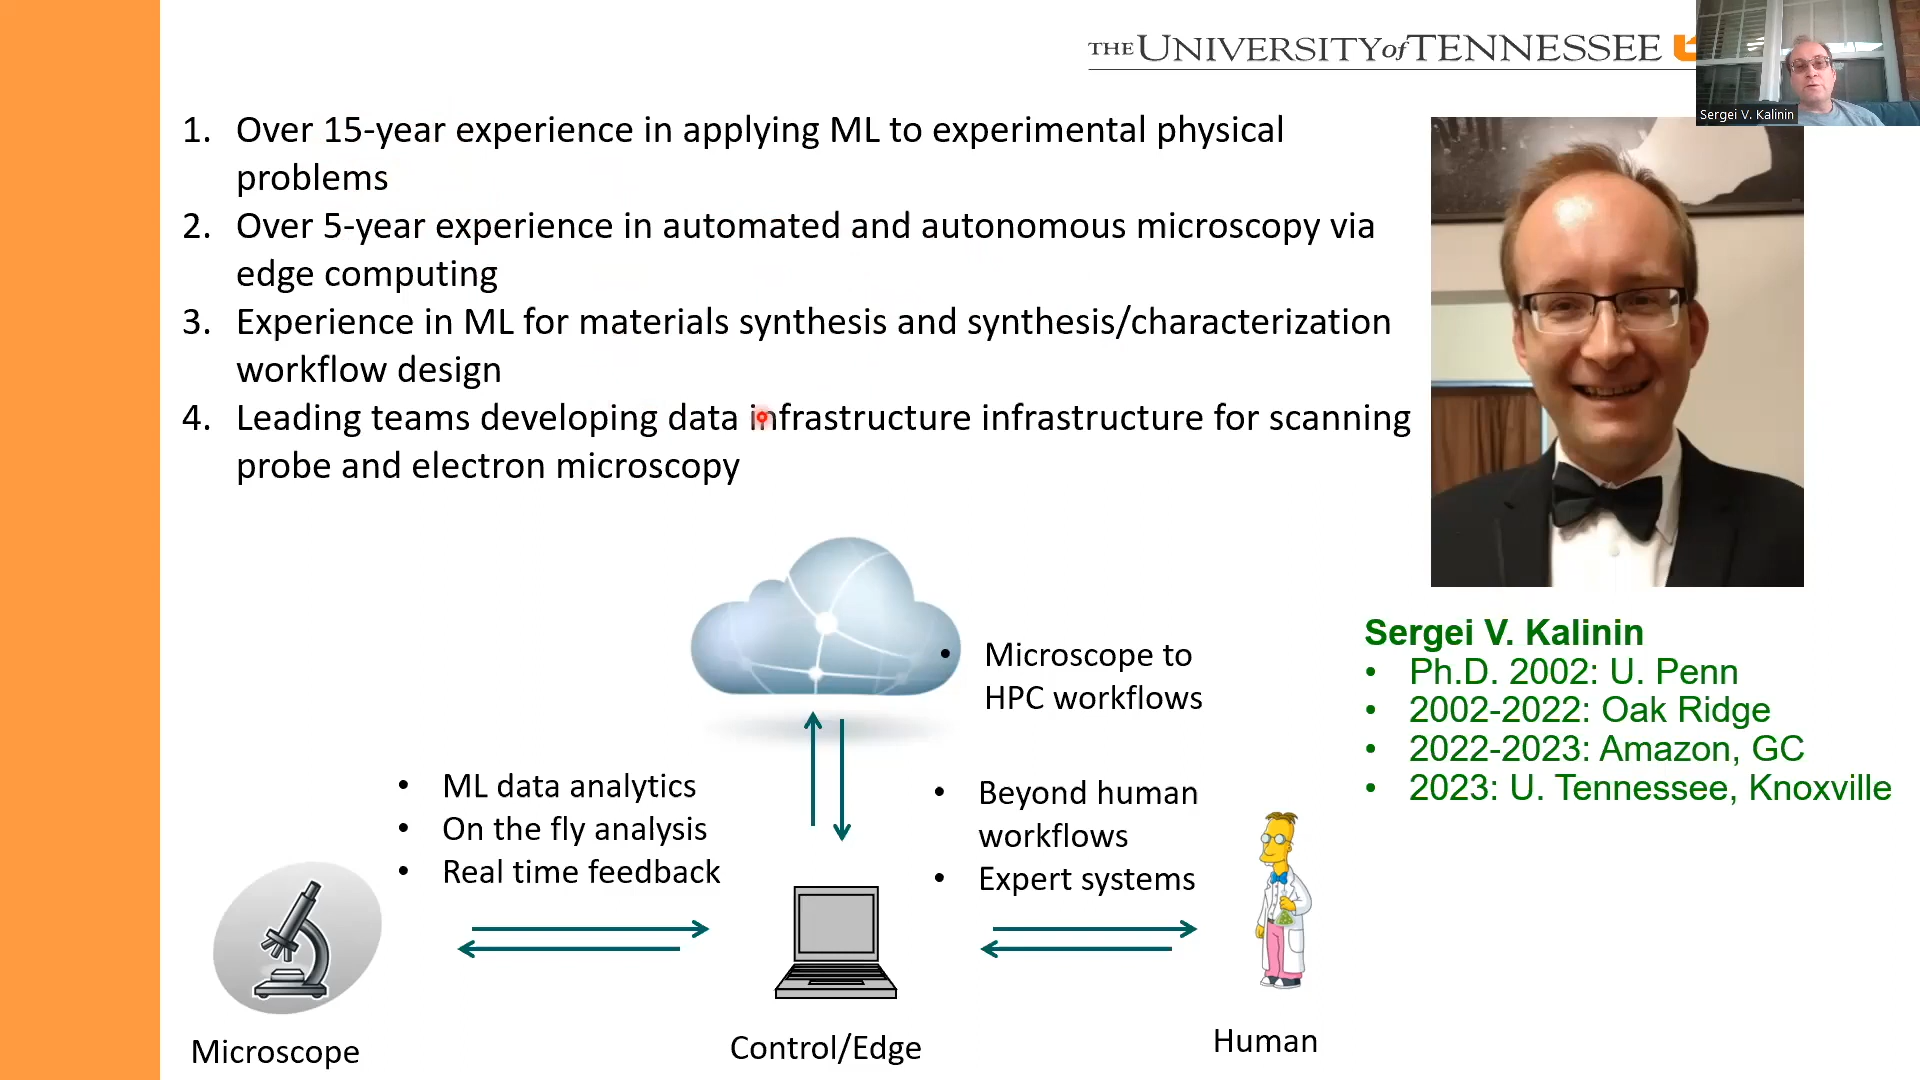 THE UNIVERSITY of TENNESSEE
Sergei V. Kalinin
1. Over 15-year experience in applying ML to experimental physical
problems
2. Over 5-year experience in automated and autonomous microscopy via
edge computing
3. Experience in ML for materials synthesis and synthesis/characterization
workflow design
4. Leading teams developing data infrastructure infrastructure for scanning
probe and electron microscopy
• Microscope to
HPC workflows
• ML data analytics
• On the fly analysis
• Real time feedback
• Beyond human
workflows
• Expert systems
Microscope
Control/Edge
Human
Sergei V. Kalinin
• Ph.D. 2002: U. Penn
• 2002-2022: Oak Ridge
• 2022-2023: Amazon, GC
• 2023: U. Tennessee, Knoxville